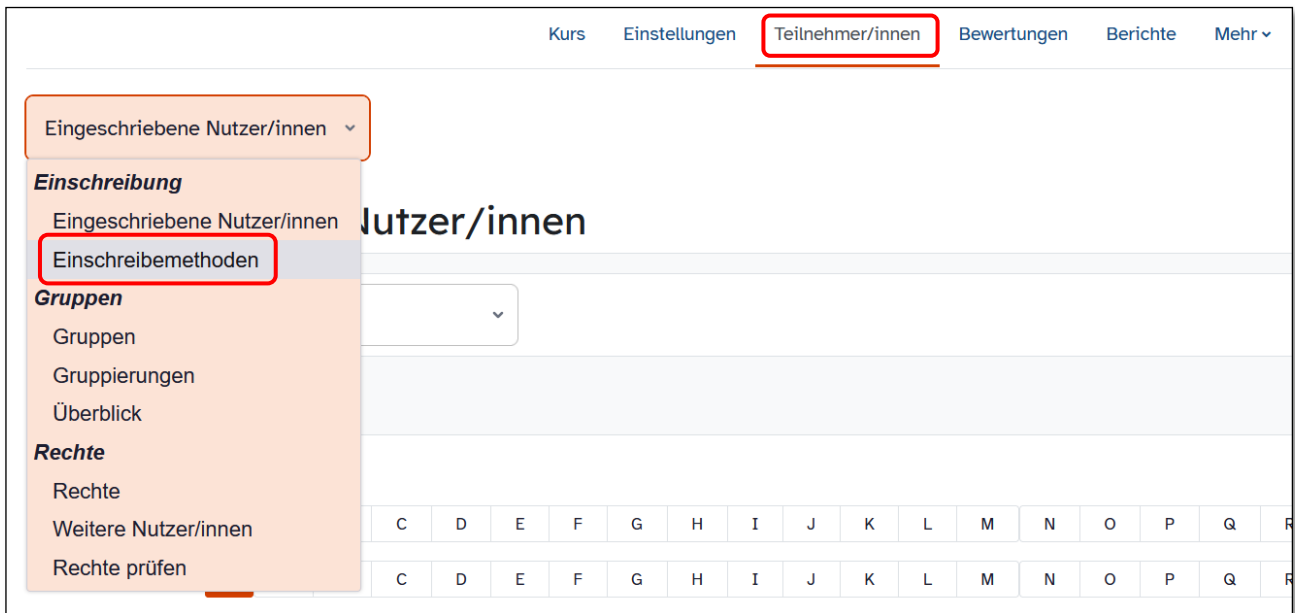 Kurs Einstellungen Teilnehmer/innen Bewertungen Berichte Mehr
Eingeschriebene Nutzer/innen
Einschreibung
Eingeschriebene Nutzer/innen
Nutzer/innen
Einschreibemethoden
Gruppen
Gruppen
Gruppierungen
Überblick
Rechte
Rechte
Weitere Nutzer/innen
C D E F G H I J K L M N O P Q R
Rechte prüfen
C D E F G H I J K L M N O P Q R